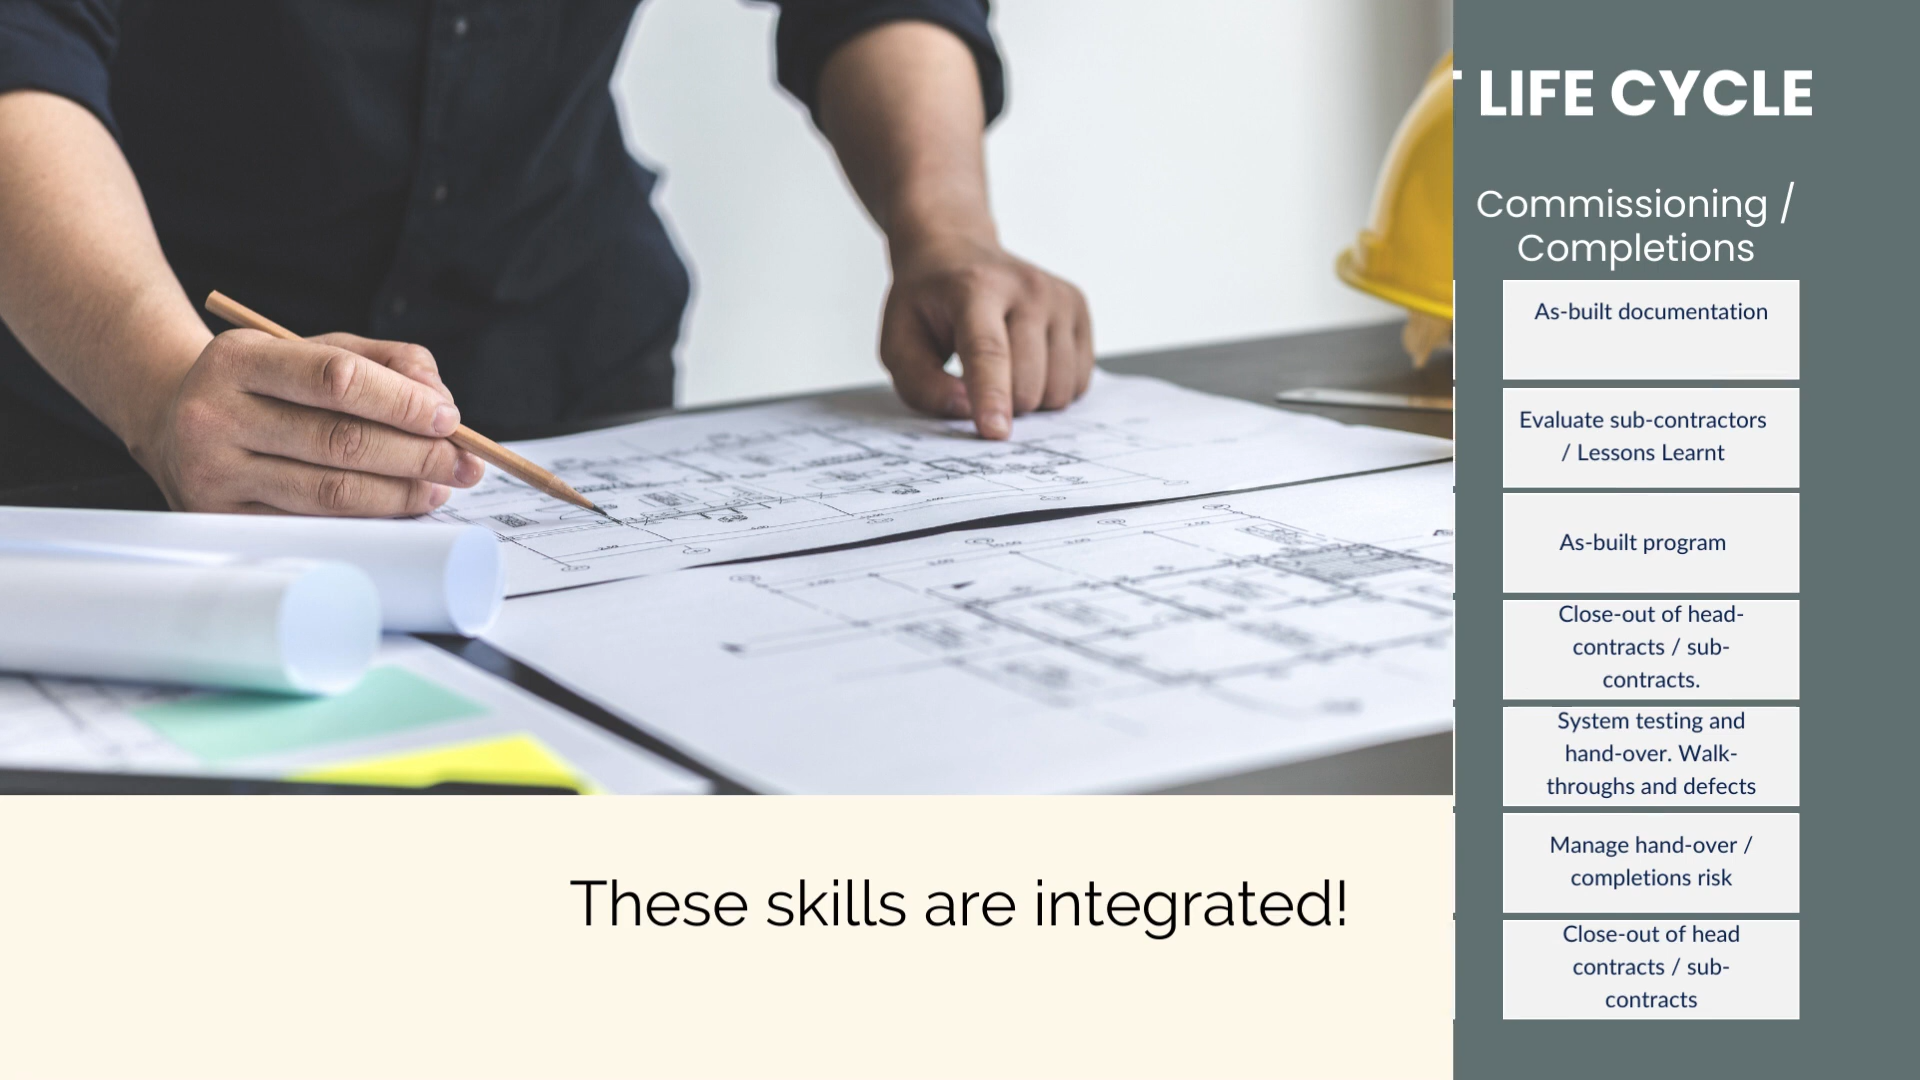 LIFE CYCLE
Commissioning /
Completions
As-built documentation
Evaluate sub-contractors
/ Lessons Learnt
As-built program
Close-out of head-
contracts / sub-
contracts.
System testing and
hand-over. Walk-
throughs and defects
Manage hand-over /
completions risk
Close-out of head
contracts / sub-
contracts
These skills are integrated!